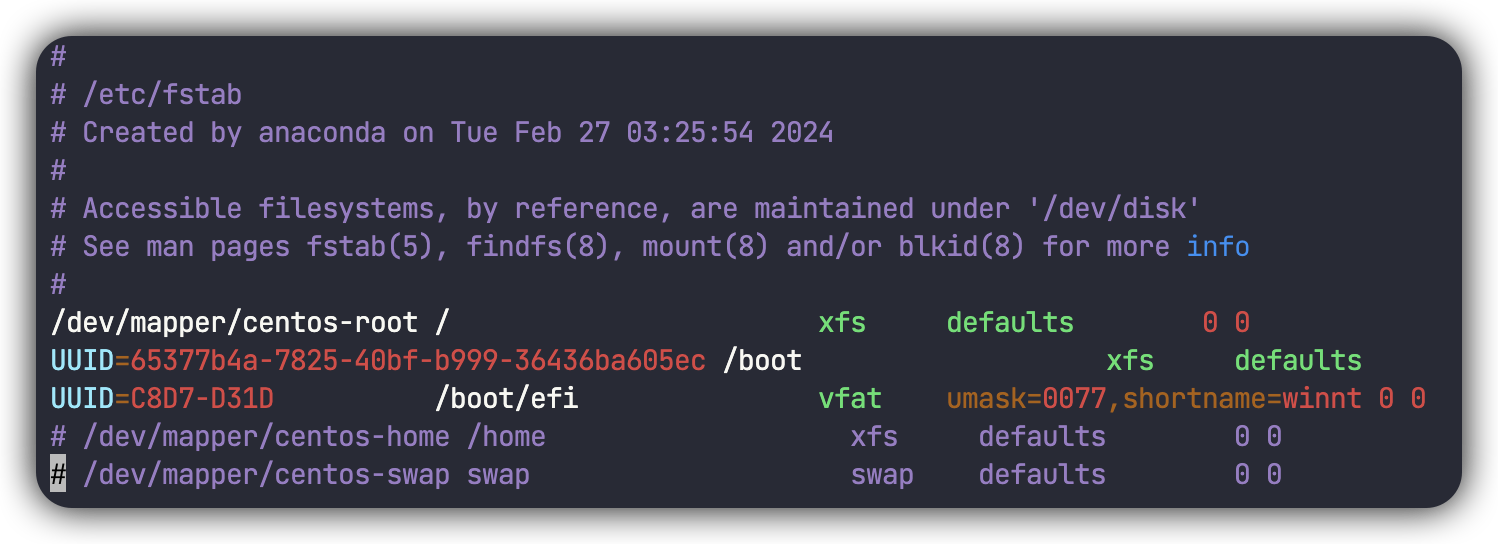 #
# /etc/fstab
# Created by anaconda on Tue Feb 27 03:25:54 2024
#
# Accessible filesystems, by reference, are maintained under '/dev/disk'
# See man pages fstab(5), findfs(8), mount(8) and/or blkid(8) for more info
#
/dev/mapper/centos-root /                       xfs     defaults        0 0
UUID=65377b4a-7825-40bf-b999-36436ba605ec /boot                   xfs     defaults
UUID=C8D7-D31D          /boot/efi               vfat    umask=0077,shortname=winnt 0 0
# /dev/mapper/centos-home /home                   xfs     defaults        0 0
# /dev/mapper/centos-swap swap                    swap    defaults        0 0